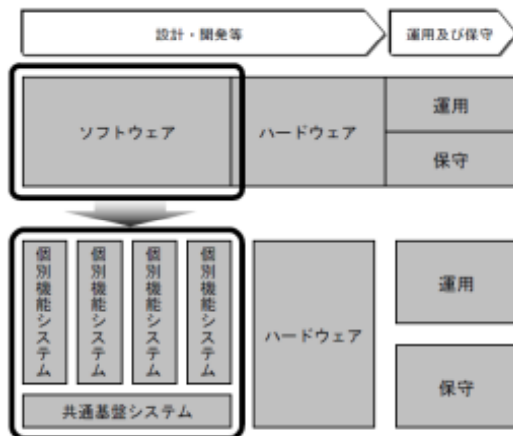 設計・開発等
運用及び保守
ソフトウェア
ハードウェア
運用
保守
個別機能システム
個別機能システム
個別機能システム
個別機能システム
共通基盤システム
ハードウェア
運用
保守